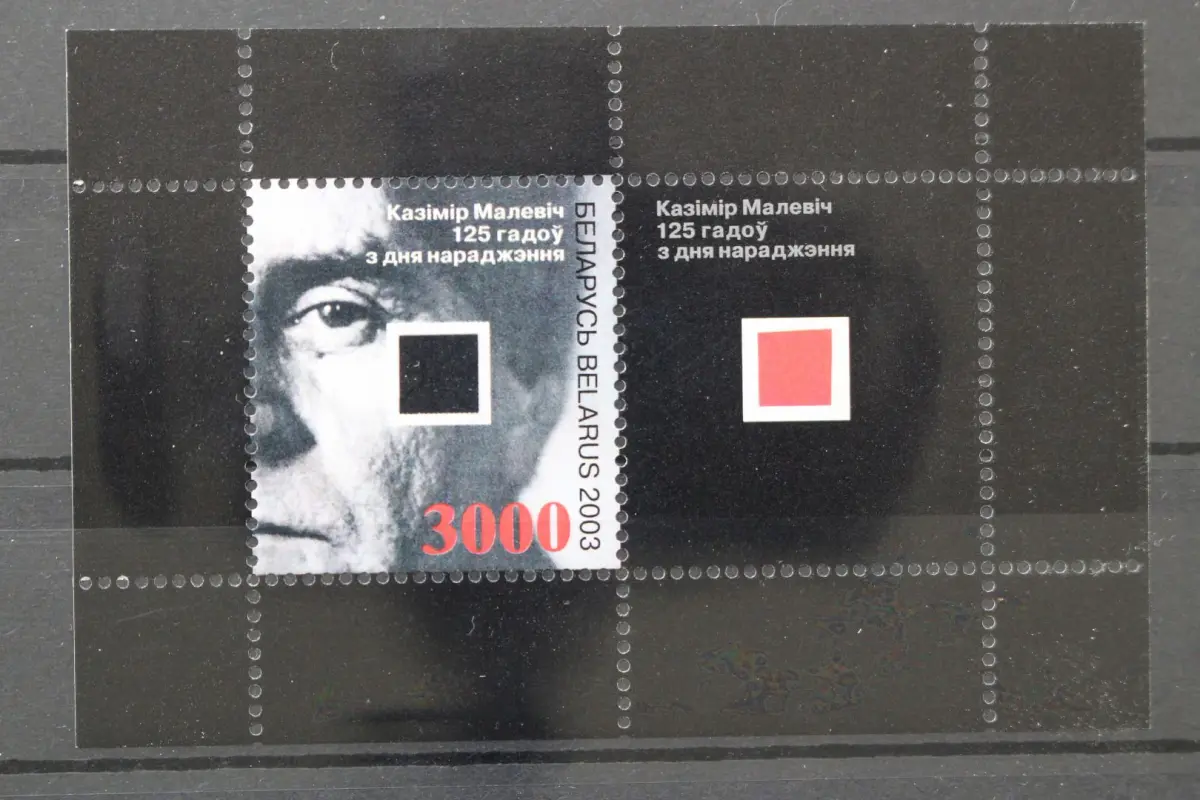 Казімір Малевіч
125 гадоў
з дня нараджэння
БЕЛАРУСЬ BELARUS 2003
3000
Казімір Малевіч
125 гадоў
з дня нараджэння